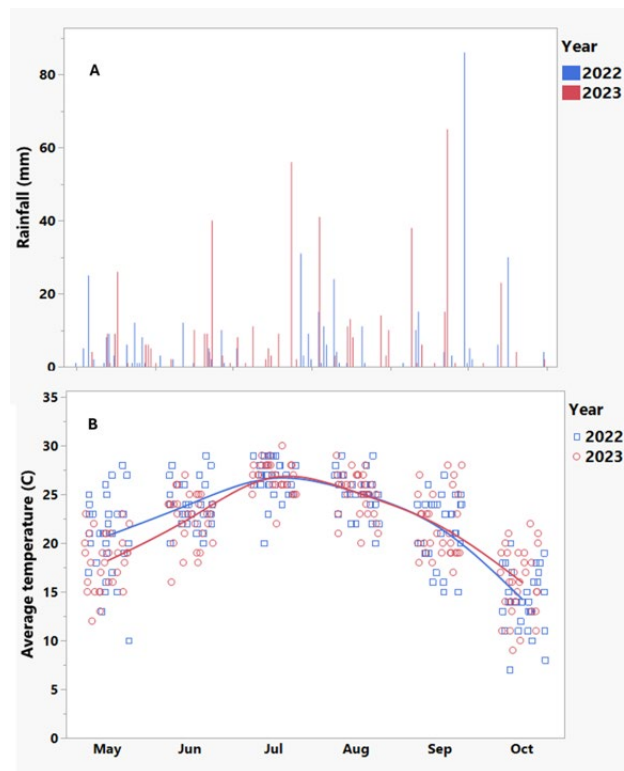 A
Year
2022
2023
Rainfall (mm)
80
60
40
20
0
B
Year
2022
2023
Average temperature (C)
35
30
25
20
15
10
5
0
May Jun Jul Aug Sep Oct